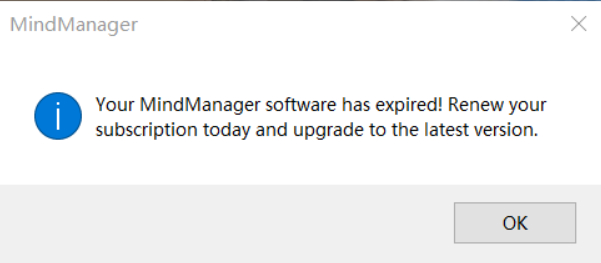 MindManager
Your MindManager software has expired! Renew your
subscription today and upgrade to the latest version.
OK